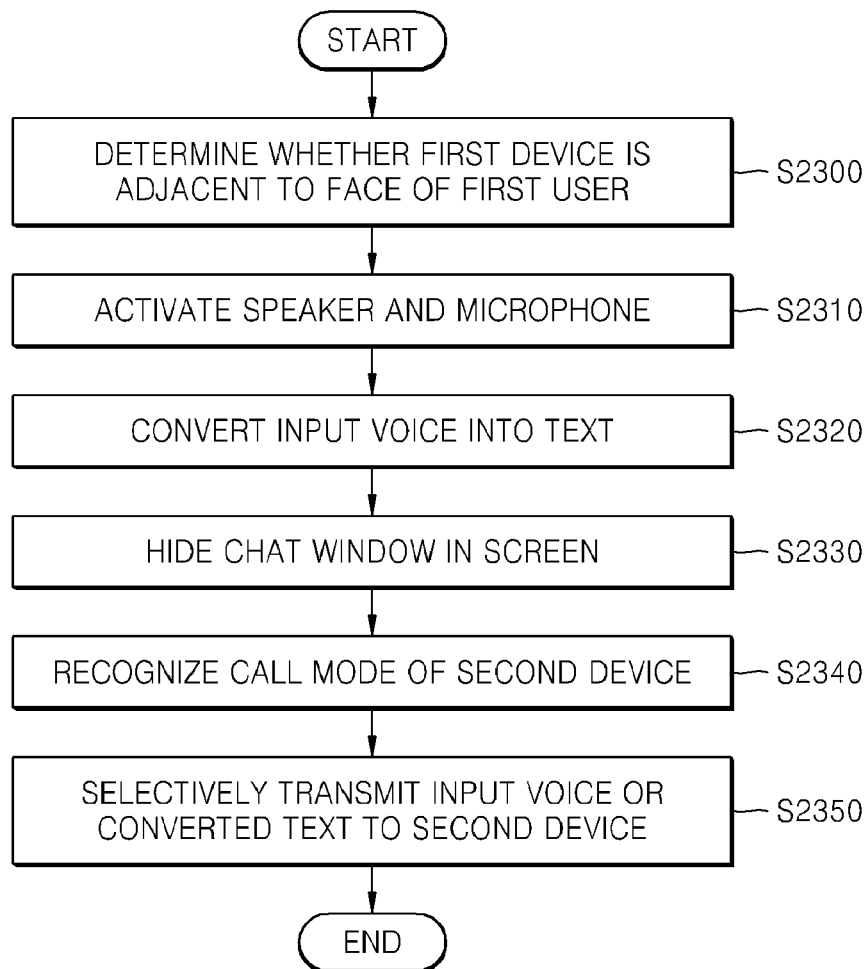 START
DETERMINE WHETHER FIRST DEVICE IS
ADJACENT TO FACE OF FIRST USER
S2300
ACTIVATE SPEAKER AND MICROPHONE
S2310
CONVERT INPUT VOICE INTO TEXT
S2320
HIDE CHAT WINDOW IN SCREEN
S2330
RECOGNIZE CALL MODE OF SECOND DEVICE
S2340
SELECTIVELY TRANSMIT INPUT VOICE OR
CONVERTED TEXT TO SECOND DEVICE
S2350
END